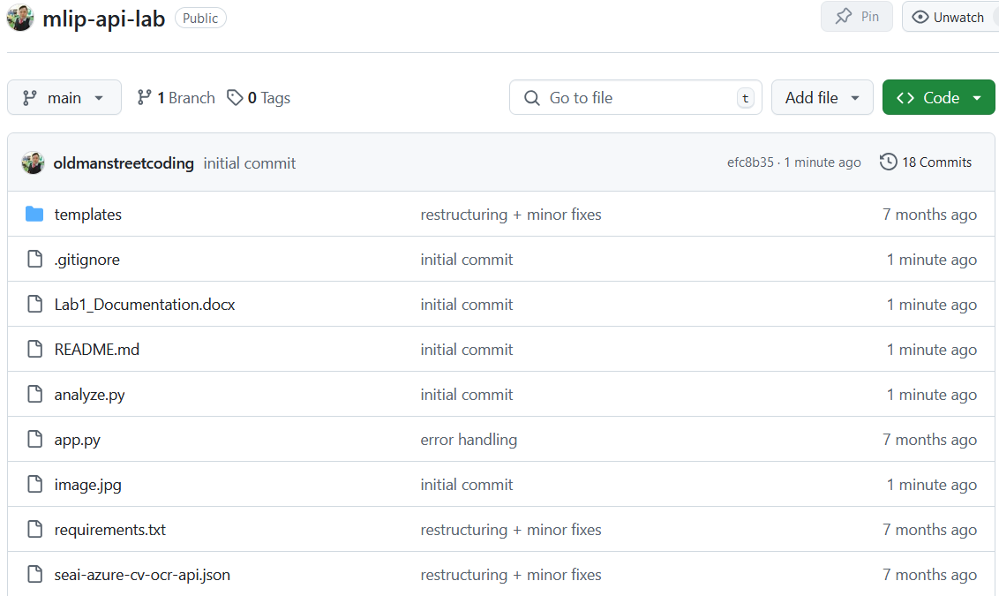 mlip-api-lab Public Pin Unwatch
main 1 Branch 0 Tags Go to file t Add file Code
oldmanstreetcoding initial commit efc8b35 · 1 minute ago 18 Commits
templates restructuring + minor fixes 7 months ago
.gitignore initial commit 1 minute ago
Lab1_Documentation.docx initial commit 1 minute ago
README.md initial commit 1 minute ago
analyze.py initial commit 1 minute ago
app.py error handling 7 months ago
image.jpg initial commit 1 minute ago
requirements.txt restructuring + minor fixes 7 months ago
seai-azure-cv-ocr-api.json restructuring + minor fixes 7 months ago